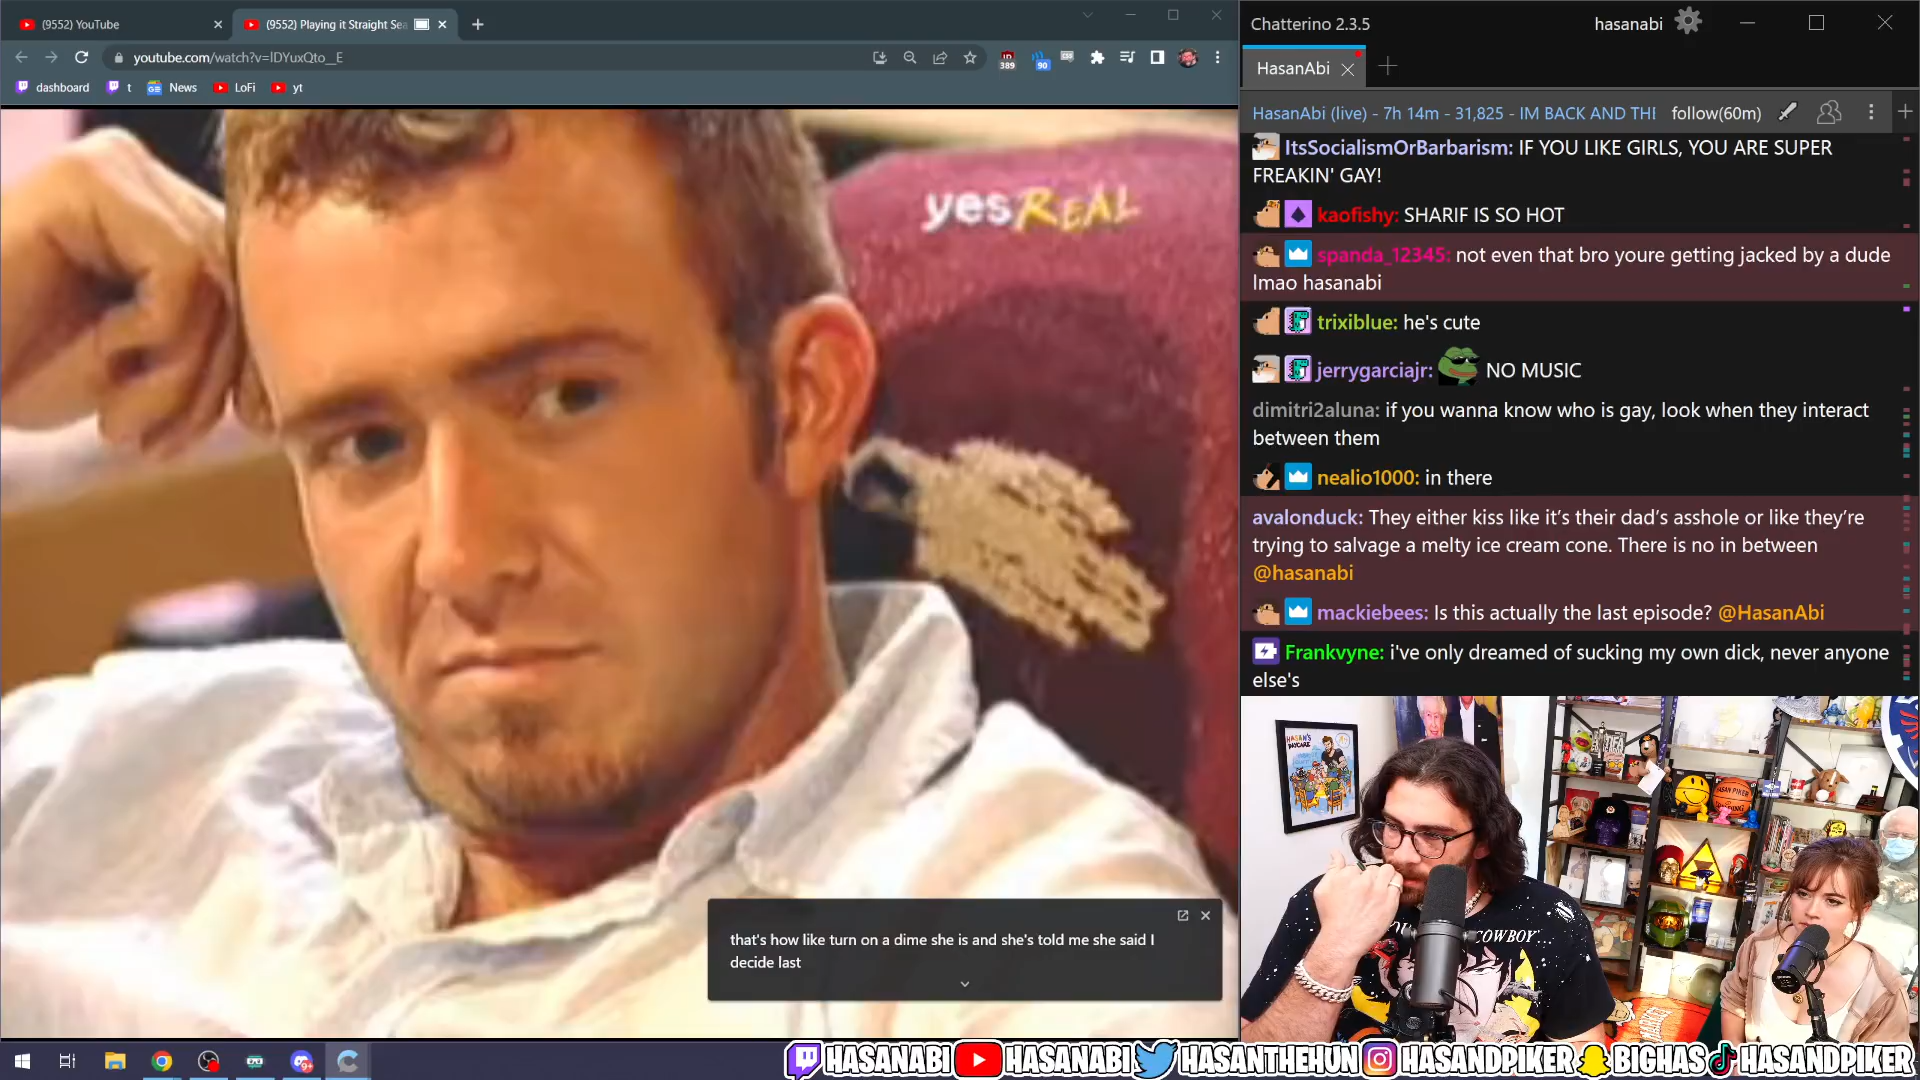 (9552) YouTube
(9552) Playing it Straight Sea
youtube.com/watch?v=lDYuxQto__E
389
90
dashboard
t
News
LoFi
yt
yesREAL
that's how like turn on a dime she is and she's told me she said I
decide last
Chatterino 2.3.5
hasanabi
HasanAbi
HasanAbi (live) - 7h 14m - 31,825 - IM BACK AND THI
follow(60m)
ItsSocialismOrBarbarism: IF YOU LIKE GIRLS, YOU ARE SUPER
FREAKIN' GAY!
kaofishy: SHARIF IS SO HOT
spanda_12345: not even that bro youre getting jacked by a dude
lmao hasanabi
trixiblue: he's cute
jerrygarciajr: NO MUSIC
dimitri2aluna: if you wanna know who is gay, look when they interact
between them
nealio1000: in there
avalonduck: They either kiss like it's their dad's asshole or like they're
trying to salvage a melty ice cream cone. There is no in between
@hasanabi
mackiebees: Is this actually the last episode? @HasanAbi
Frankvyne: i've only dreamed of sucking my own dick, never anyone
else's
HASAN'S
COWBOY
HASANABI
HASANABI
HASANTHEHUN
HASANDPIKER
BIGHAS
HASANDPIKER